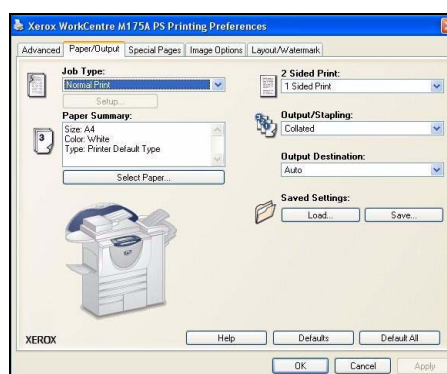 Xerox WorkCentre M175A PS Printing Preferences
Advanced Paper/Output Special Pages Image Options Layout/Watermark
Job Type:
Normal Print
Setup...
Paper Summary:
3
Size: A4
Color: White
Type: Printer Default Type
Select Paper...
2 Sided Print:
1 Sided Print
Output/Stapling:
Collated
Output Destination:
Auto
Saved Settings:
Load... Save...
XEROX Help Defaults Default All
OK Cancel Apply